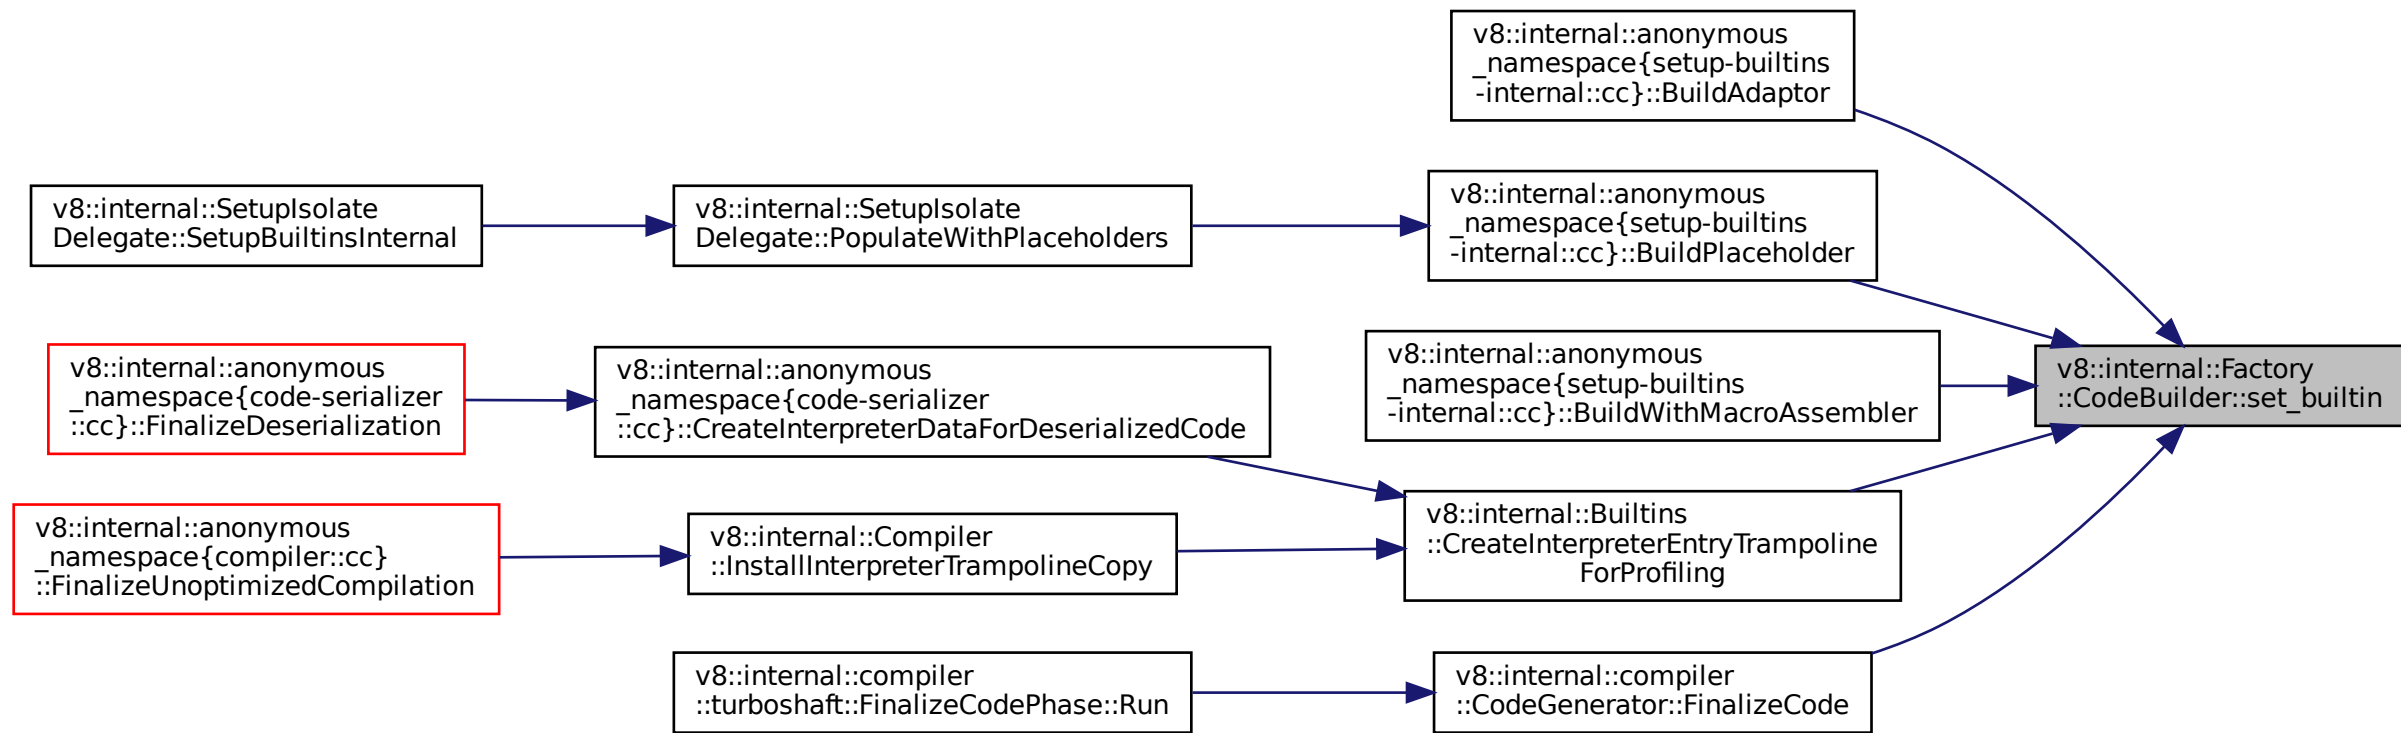 v8::internal::anonymous
_namespace{setup-builtins
-internal::cc}::BuildAdaptor
v8::internal::SetupIsolate
Delegate::SetupBuiltinsInternal
v8::internal::SetupIsolate
Delegate::PopulateWithPlaceholders
v8::internal::anonymous
_namespace{setup-builtins
-internal::cc}::BuildPlaceholder
v8::internal::anonymous
_namespace{code-serializer
::cc}::FinalizeDeserialization
v8::internal::anonymous
_namespace{code-serializer
::cc}::CreateInterpreterDataForDeserializedCode
v8::internal::anonymous
_namespace{setup-builtins
-internal::cc}::BuildWithMacroAssembler
v8::internal::Factory
::CodeBuilder::set_builtin
v8::internal::anonymous
_namespace{compiler::cc}
::FinalizeUnoptimizedCompilation
v8::internal::Compiler
::InstallInterpreterTrampolineCopy
v8::internal::Builtins
::CreateInterpreterEntryTrampoline
ForProfiling
v8::internal::compiler
::turboshaft::FinalizeCodePhase::Run
v8::internal::compiler
::CodeGenerator::FinalizeCode